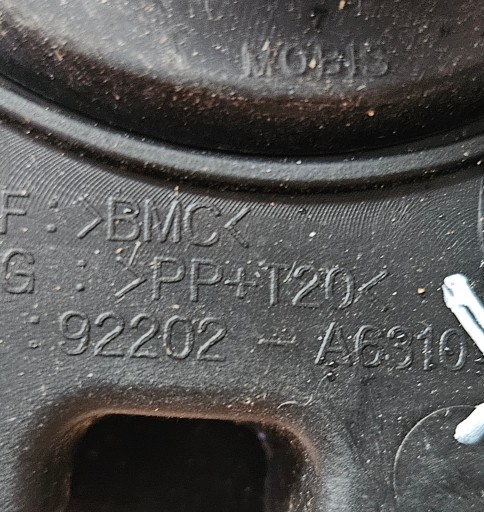 MOBIS
F : >BMC<
G : >PP+T20<
: 92202 - A6310